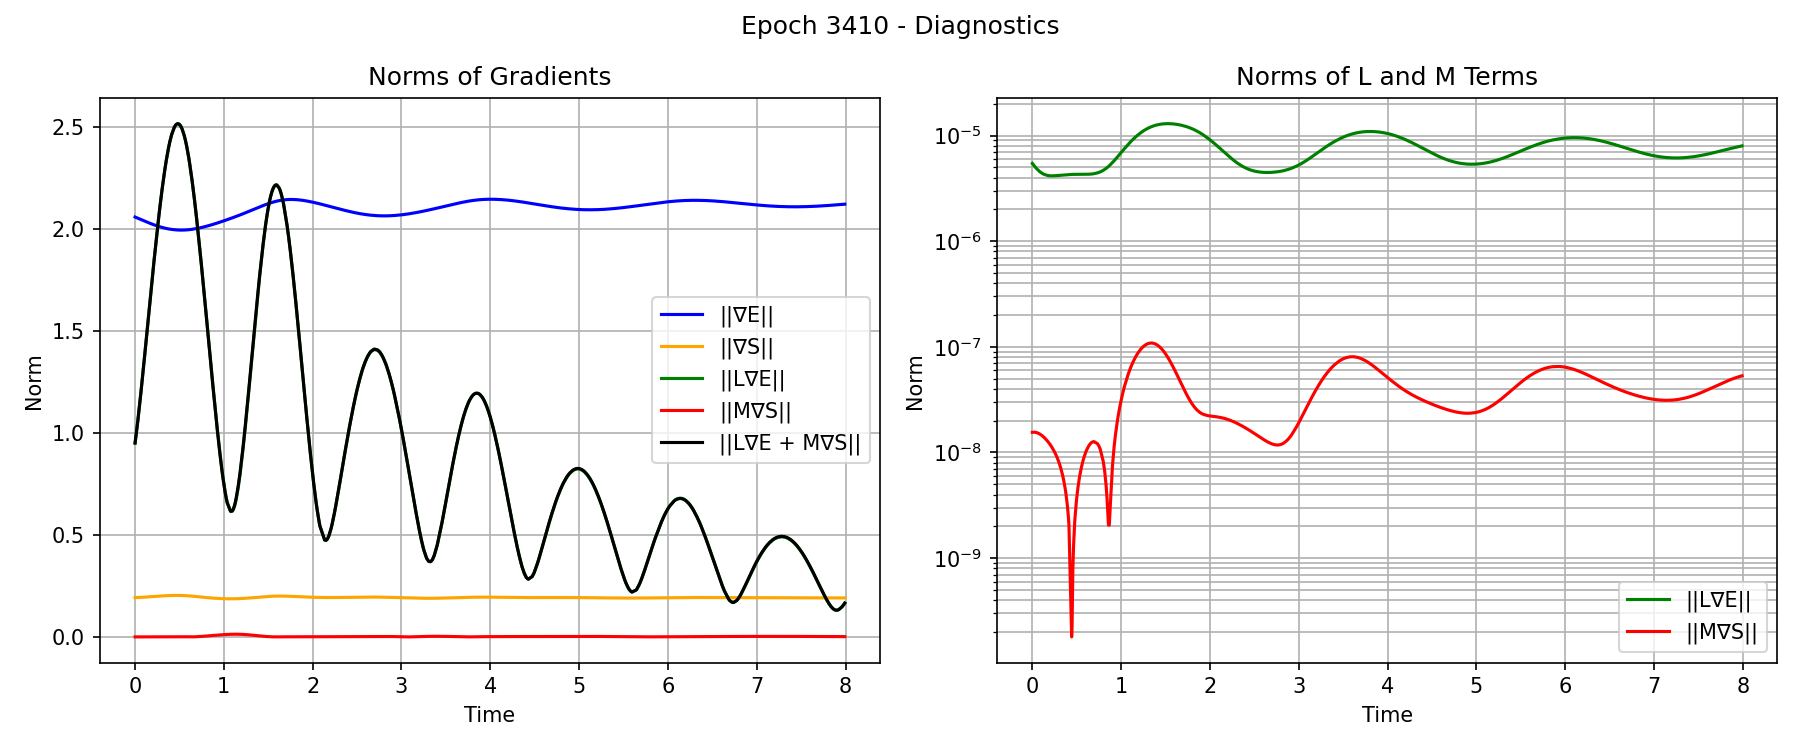 Epoch 3410 - Diagnostics
Norms of Gradients
Norm
2.5
2.0
1.5
1.0
0.5
0.0
0 1 2 3 4 5 6 7 8
Time
||∇E||
||∇S||
||L∇E||
||M∇S||
||L∇E + M∇S||
Norms of L and M Terms
Norm
10⁻⁵
10⁻⁶
10⁻⁷
10⁻⁸
10⁻⁹
0 1 2 3 4 5 6 7 8
Time
||L∇E||
||M∇S||